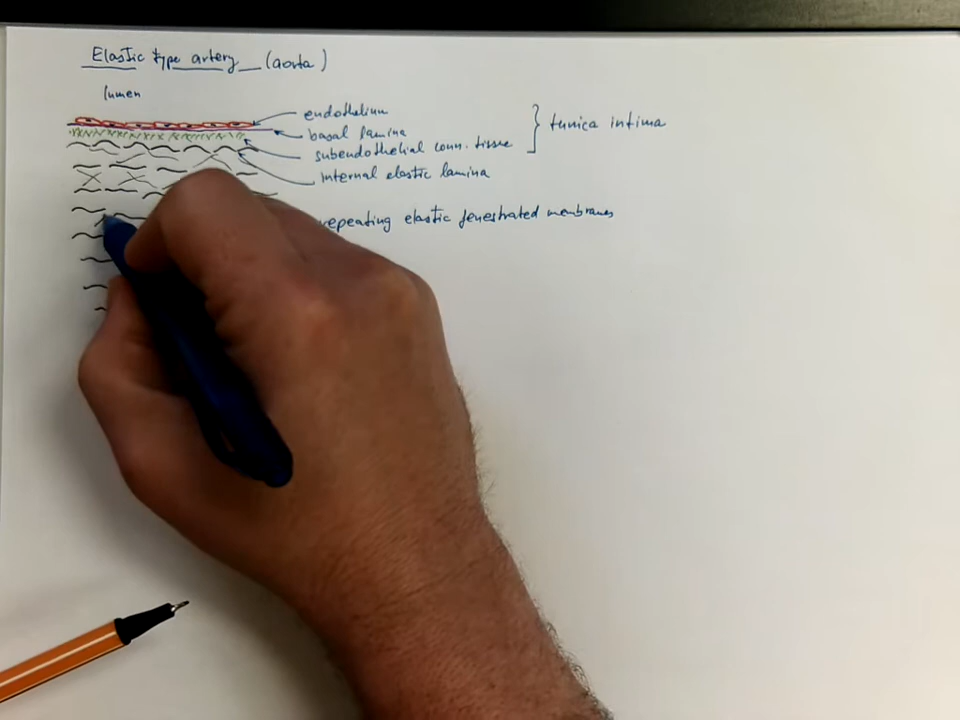 Elastic type artery (aorta)
lumen
endothelium
basal lamina
tunica intima
subendothelial conn. tissue
internal elastic lamina
repeating elastic fenestrated membranes